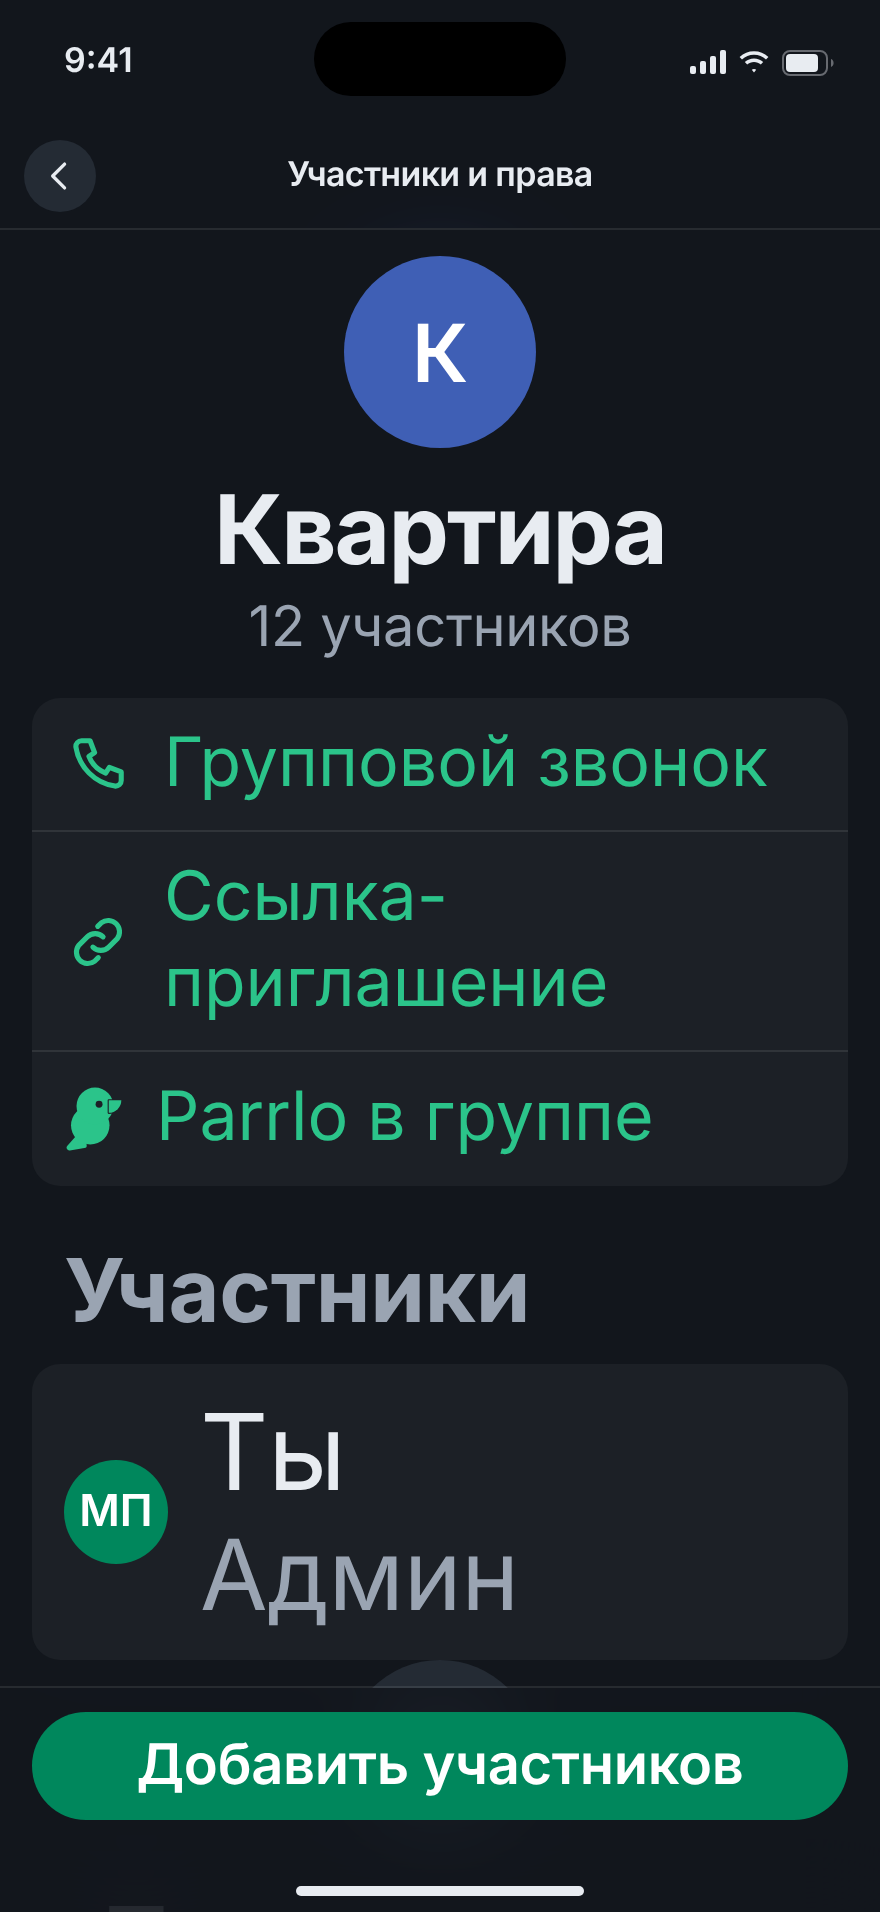 9:41
Участники и права
К
Квартира
12 участников
Групповой звонок
Ссылка-
приглашение
Parrlo в группе
Участники
МП
Ты
Админ
Добавить участников